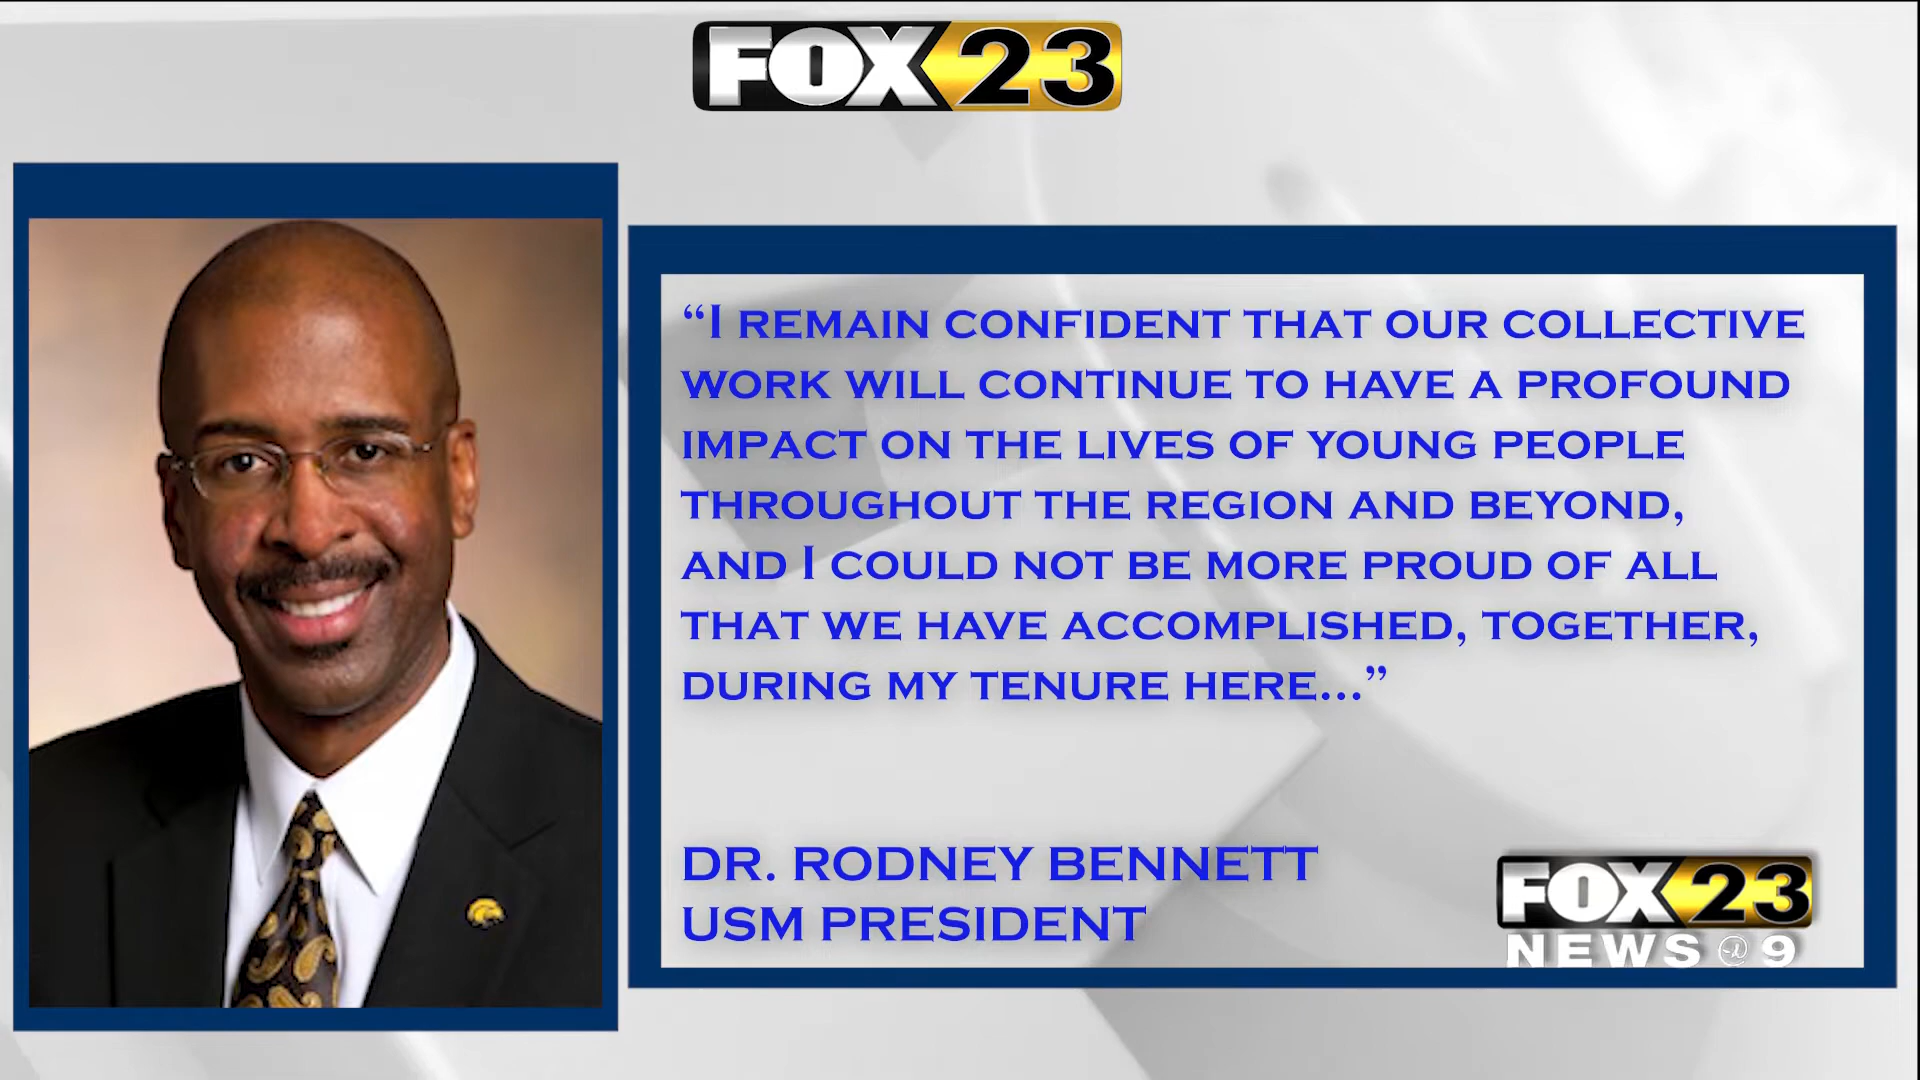 FOX 23
“I REMAIN CONFIDENT THAT OUR COLLECTIVE
WORK WILL CONTINUE TO HAVE A PROFOUND
IMPACT ON THE LIVES OF YOUNG PEOPLE
THROUGHOUT THE REGION AND BEYOND,
AND I COULD NOT BE MORE PROUD OF ALL
THAT WE HAVE ACCOMPLISHED, TOGETHER,
DURING MY TENURE HERE...”
DR. RODNEY BENNETT
USM PRESIDENT
FOX 23
NEWS @ 9